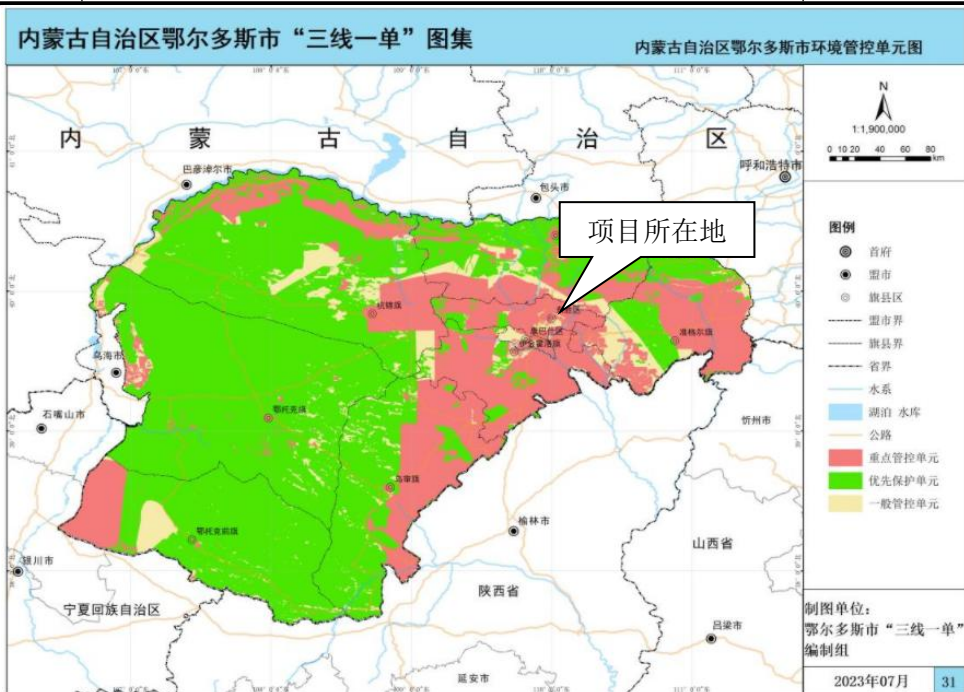 内蒙古自治区鄂尔多斯市“三线一单”图集
内蒙古自治区鄂尔多斯市环境管控单元图
内 蒙 古 自 治 区
巴彦淖尔市
包头市
呼和浩特市
项目所在地
杭锦旗
康巴什区
伊金霍洛旗
准格尔旗
乌海市
石嘴山市
鄂托克旗
忻州市
乌审旗
鄂托克前旗
榆林市
山西省
银川市
宁夏回族自治区
陕西省
吕梁市
延安市
N
1:1,900,000
0 10 20 40 60 80
km
图例
首府
盟市
旗县区
盟市界
旗县界
省界
水系
湖泊 水库
公路
重点管控单元
优先保护单元
一般管控单元
制图单位:
鄂尔多斯市“三线一单”
编制组
2023年07月
31